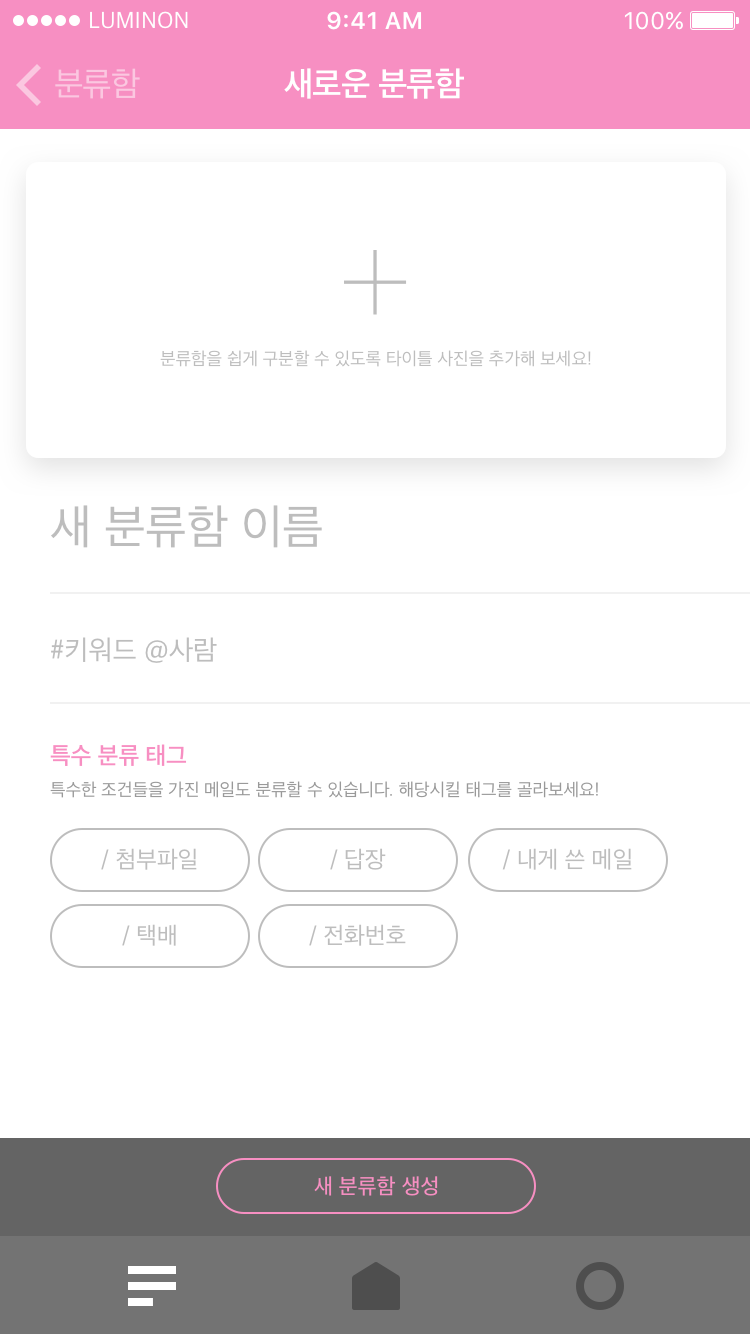 LUMINON 9:41 AM 100%
분류함 새로운 분류함
분류함을 쉽게 구분할 수 있도록 타이틀 사진을 추가해 보세요!
새 분류함 이름
#키워드 @사람
특수 분류 태그
특수한 조건들을 가진 메일도 분류할 수 있습니다. 해당시킬 태그를 골라보세요!
/ 첨부파일 / 답장 / 내게 쓴 메일
/ 택배 / 전화번호
새 분류함 생성